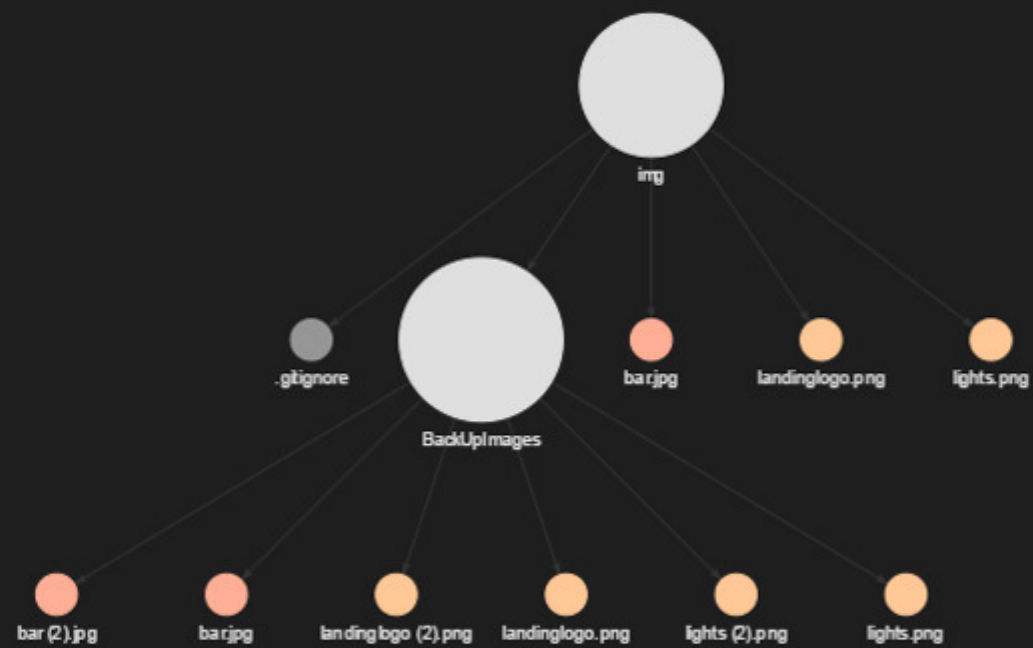 img
.gitignore
bar.jpg
landinglogo.png
lights.png
BackUpImages
bar (2).jpg
bar.jpg
landinglogo (2).png
landinglogo.png
lights (2).png
lights.png